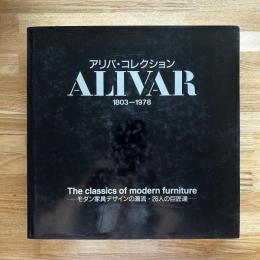 アリバ・コレクション
ALIVAR
1803—1978
The classics of modern furniture
—モダン家具デザインの源流・28人の巨匠達—